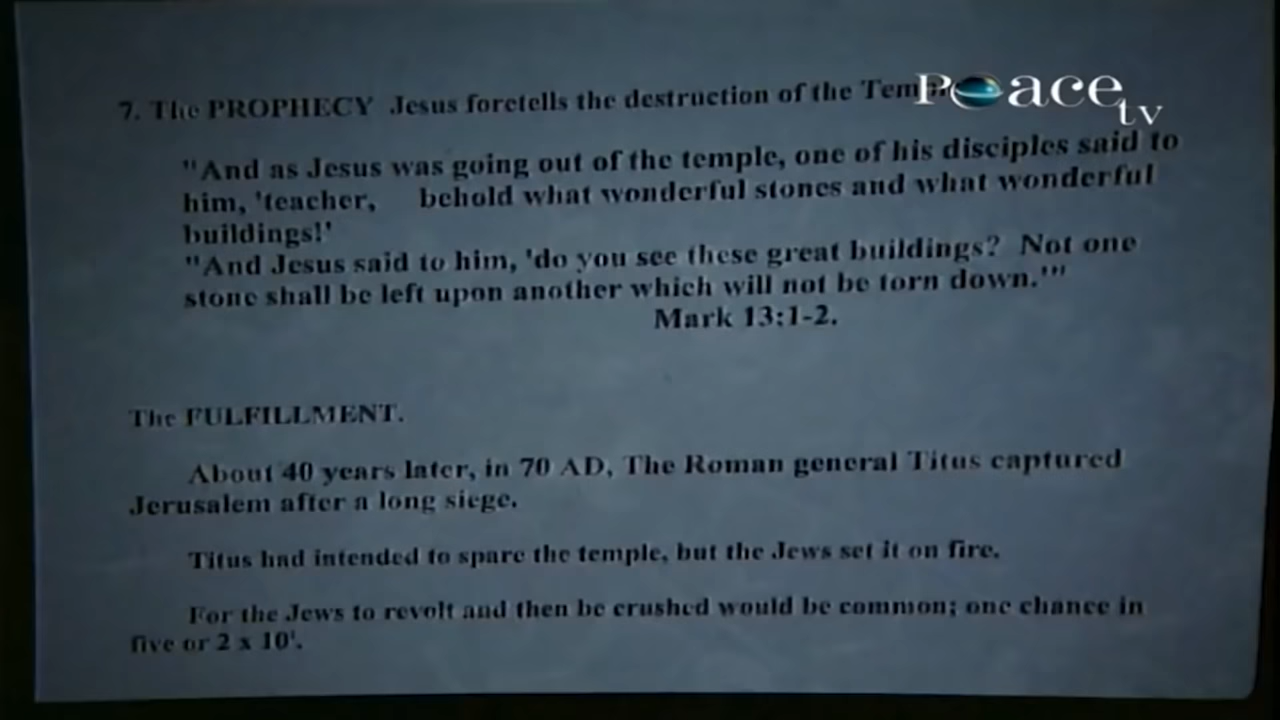 7. The PROPHECY Jesus foretells the destruction of the Tem
Peace tv
"And as Jesus was going out of the temple, one of his disciples said to
him, 'teacher, behold what wonderful stones and what wonderful
buildings!'
"And Jesus said to him, 'do you see these great buildings? Not one
stone shall be left upon another which will not be torn down.'"
Mark 13:1-2.
The FULFILLMENT.
About 40 years later, in 70 AD, The Roman general Titus captured
Jerusalem after a long siege.
Titus had intended to spare the temple, but the Jews set it on fire.
For the Jews to revolt and then be crushed would be common; one chance in
five or 2 x 10¹.